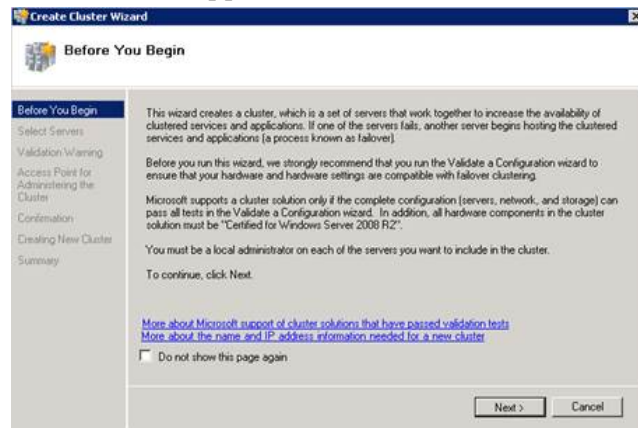 Create Cluster Wizard
Before You Begin
Before You Begin
Select Servers
Validation Warning
Access Point for
Administering the
Cluster
Confirmation
Creating New Cluster
Summary
This wizard creates a cluster, which is a set of servers that work together to increase the availability of
clustered services and applications. If one of the servers fails, another server begins hosting the clustered
services and applications (a process known as failover).
Before you run this wizard, we strongly recommend that you run the Validate a Configuration wizard to
ensure that your hardware and hardware settings are compatible with failover clustering.
Microsoft supports a cluster solution only if the complete configuration (servers, network, and storage) can
pass all tests in the Validate a Configuration wizard. In addition, all hardware components in the cluster
solution must be "Certified for Windows Server 2008 R2".
You must be a local administrator on each of the servers you want to include in the cluster.
To continue, click Next.
More about Microsoft support of cluster solutions that have passed validation tests
More about the name and IP address information needed for a new cluster
Do not show this page again
Next >
Cancel